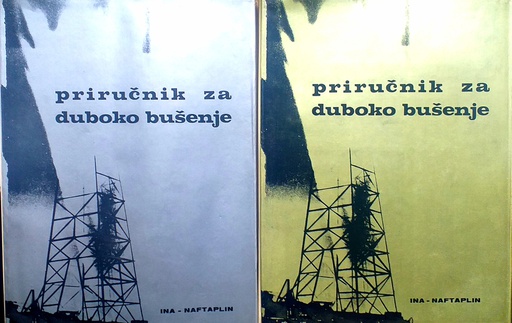 priručnik za
duboko bušenje
INA - NAFTAPLIN
priručnik za
duboko bušenje
INA - NAFTAPLIN